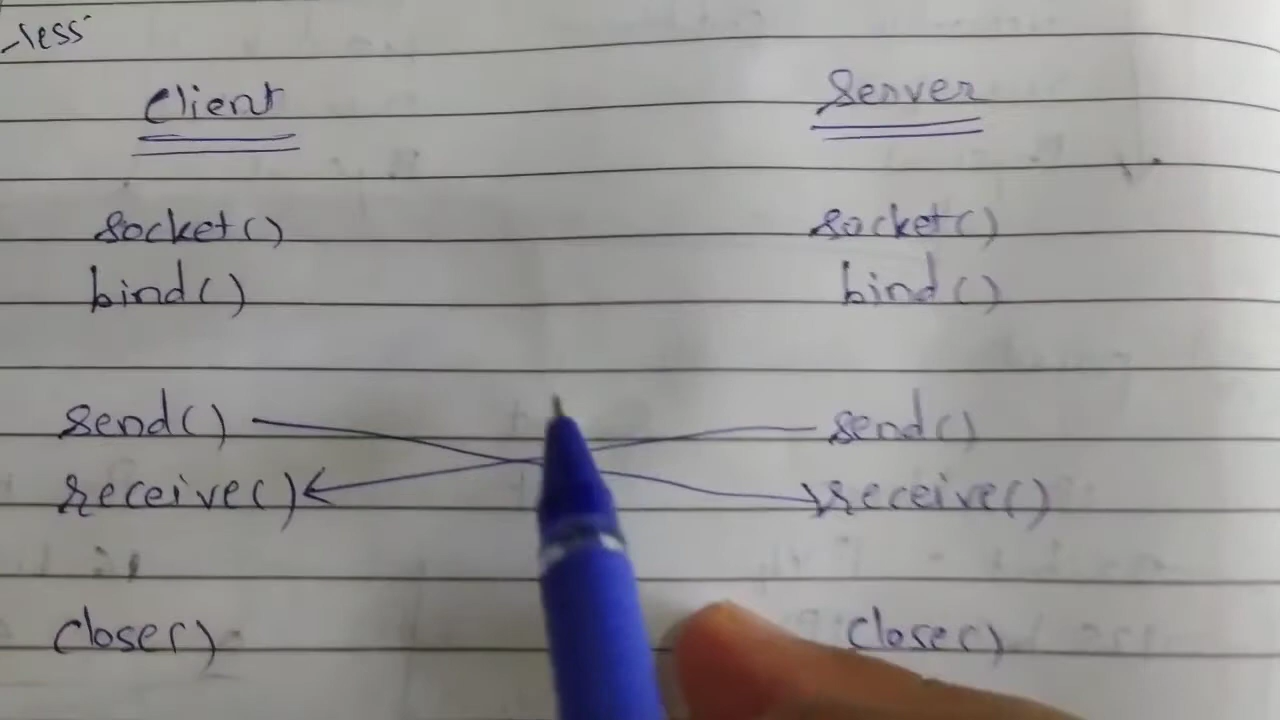 -less
Client Server
socket() socket()
bind() bind()
send() send()
receive() receive()
close() close()